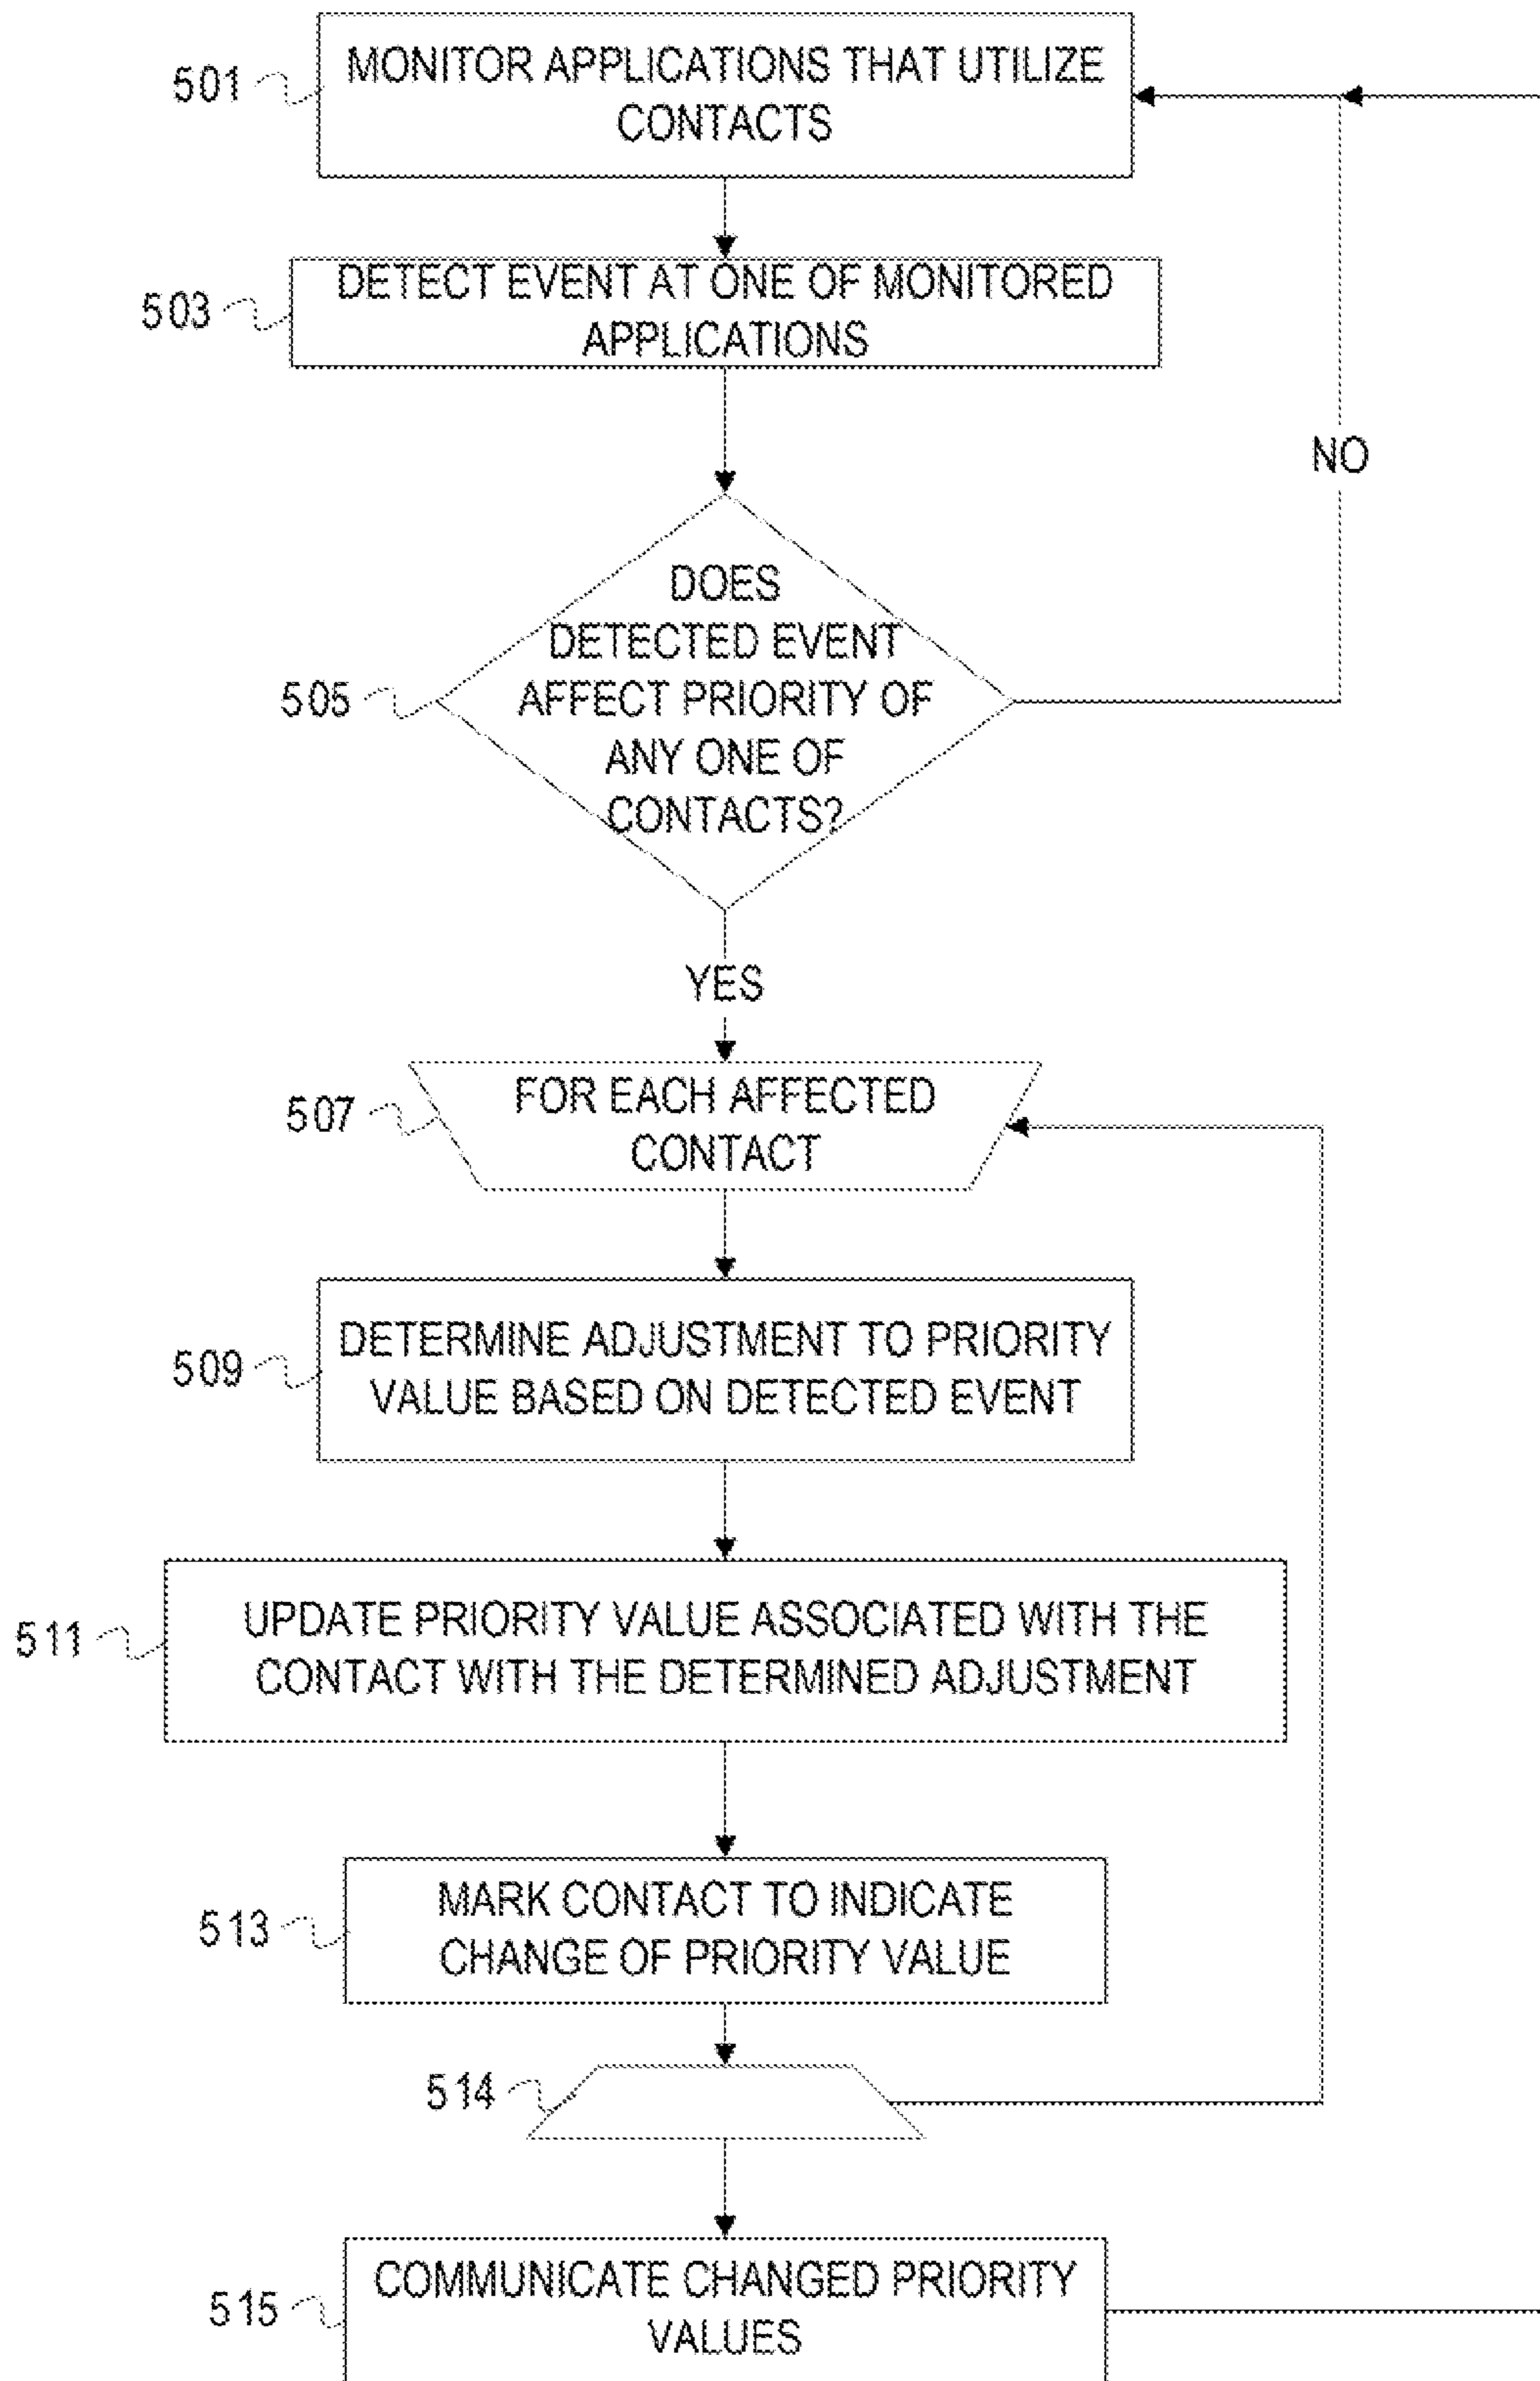 501
MONITOR APPLICATIONS THAT UTILIZE
CONTACTS
503
DETECT EVENT AT ONE OF MONITORED
APPLICATIONS
NO
505
DOES
DETECTED EVENT
AFFECT PRIORITY OF
ANY ONE OF
CONTACTS?
YES
507
FOR EACH AFFECTED
CONTACT
509
DETERMINE ADJUSTMENT TO PRIORITY
VALUE BASED ON DETECTED EVENT
511
UPDATE PRIORITY VALUE ASSOCIATED WITH THE
CONTACT WITH THE DETERMINED ADJUSTMENT
513
MARK CONTACT TO INDICATE
CHANGE OF PRIORITY VALUE
514
515
COMMUNICATE CHANGED PRIORITY
VALUES